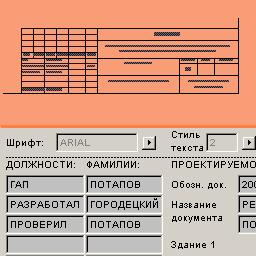 Шрифт: ARIAL Стиль текста 2
ДОЛЖНОСТИ: ФАМИЛИИ: ПРОЕКТИРУЕМО
ГАП ПОТАПОВ Обозн. док. 200
РАЗРАБОТАЛ ГОРОДЕЦКИЙ Название документа РЕ
ПРОВЕРИЛ ПОТАПОВ ПО
Здание 1